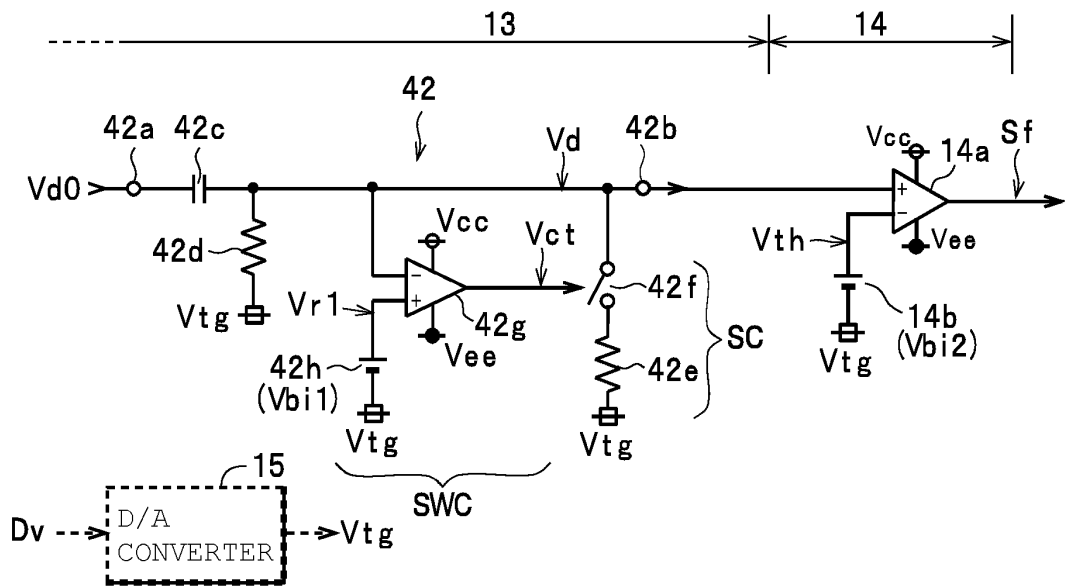 13
14
42
42a
42c
Vd
42b
Vcc
14a
Sf
Vd0
+
−
42d
Vcc
Vct
Vth
Vee
−
+
42f
Vtg
Vr1
42g
SC
14b
(Vbi2)
Vee
42h
(Vbi1)
42e
Vtg
Vtg
Vtg
15
SWC
Dv
D/A
CONVERTER
Vtg